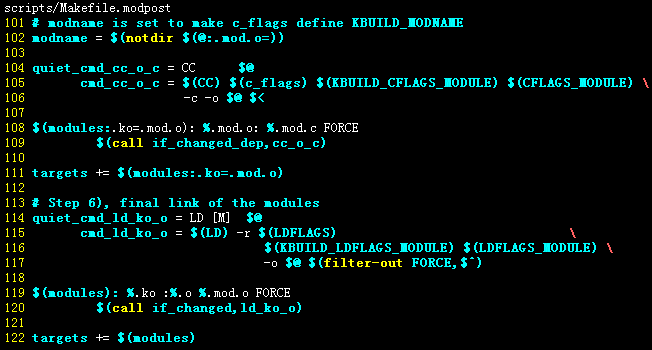 scripts/Makefile.modpost
101 # modname is set to make c_flags define KBUILD_MODNAME
102 modname = $(notdir $(@:.mod.o=))
103
104 quiet_cmd_cc_o_c = CC      $@
105       cmd_cc_o_c = $(CC) $(c_flags) $(KBUILD_CFLAGS_MODULE) $(CFLAGS_MODULE) \
106                    -c -o $@ $<
107
108 $(modules:.ko=.mod.o): %.mod.o: %.mod.c FORCE
109         $(call if_changed_dep,cc_o_c)
110
111 targets += $(modules:.ko=.mod.o)
112
113 # Step 6), final link of the modules
114 quiet_cmd_ld_ko_o = LD [M]  $@
115       cmd_ld_ko_o = $(LD) -r $(LDFLAGS)                                 \
116                              $(KBUILD_LDFLAGS_MODULE) $(LDFLAGS_MODULE) \
117                              -o $@ $(filter-out FORCE,$^)
118
119 $(modules): %.ko :%.o %.mod.o FORCE
120         $(call if_changed,ld_ko_o)
121
122 targets += $(modules)